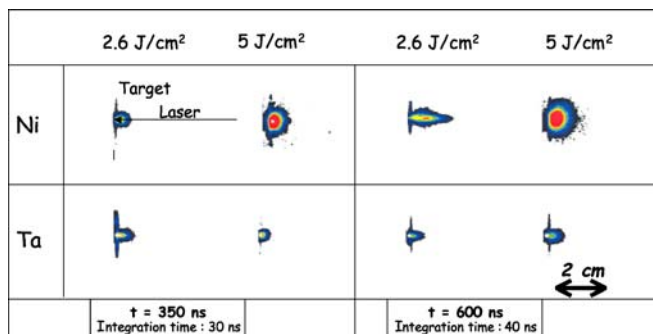 2.6 J/cm² 5 J/cm² 2.6 J/cm² 5 J/cm²
Target
Laser
Ni
Ta
2 cm
t = 350 ns t = 600 ns
Integration time : 30 ns Integration time : 40 ns